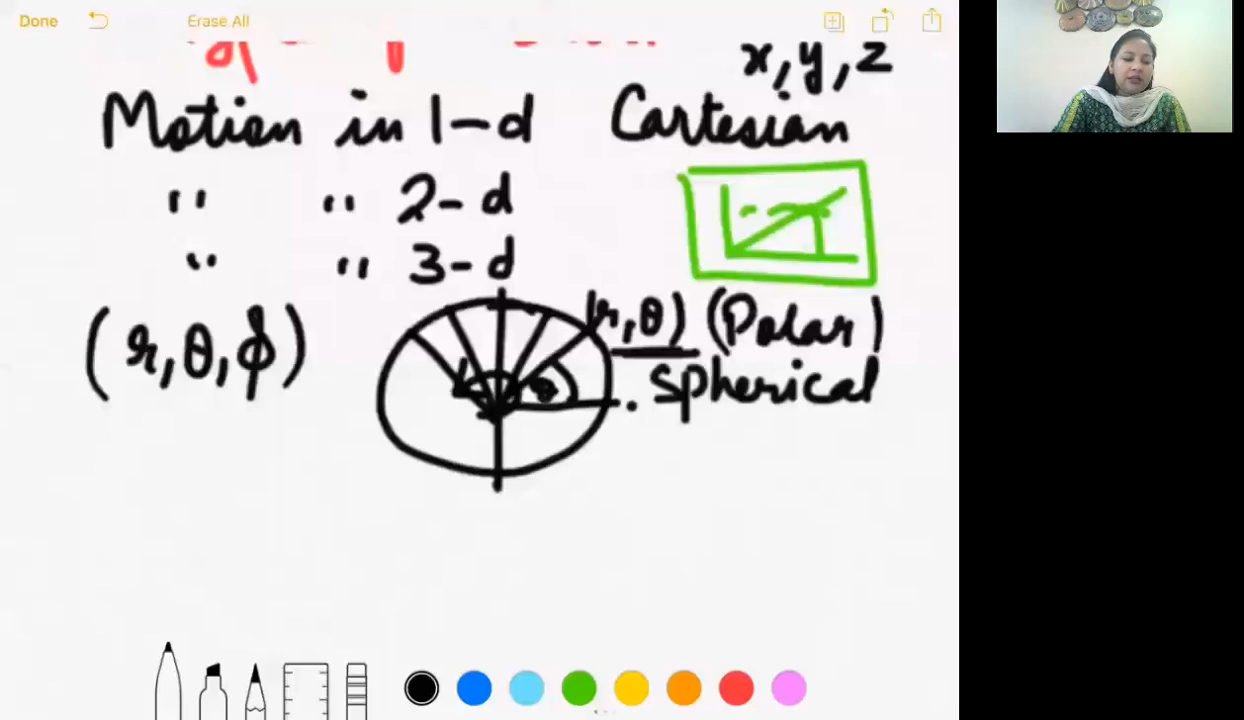 Done Erase All
x, y, z
Motion in 1-d Cartesian
" " 2-d
" " 3-d
(r, θ, φ) (r, θ) (Polar)
θ . Spherical